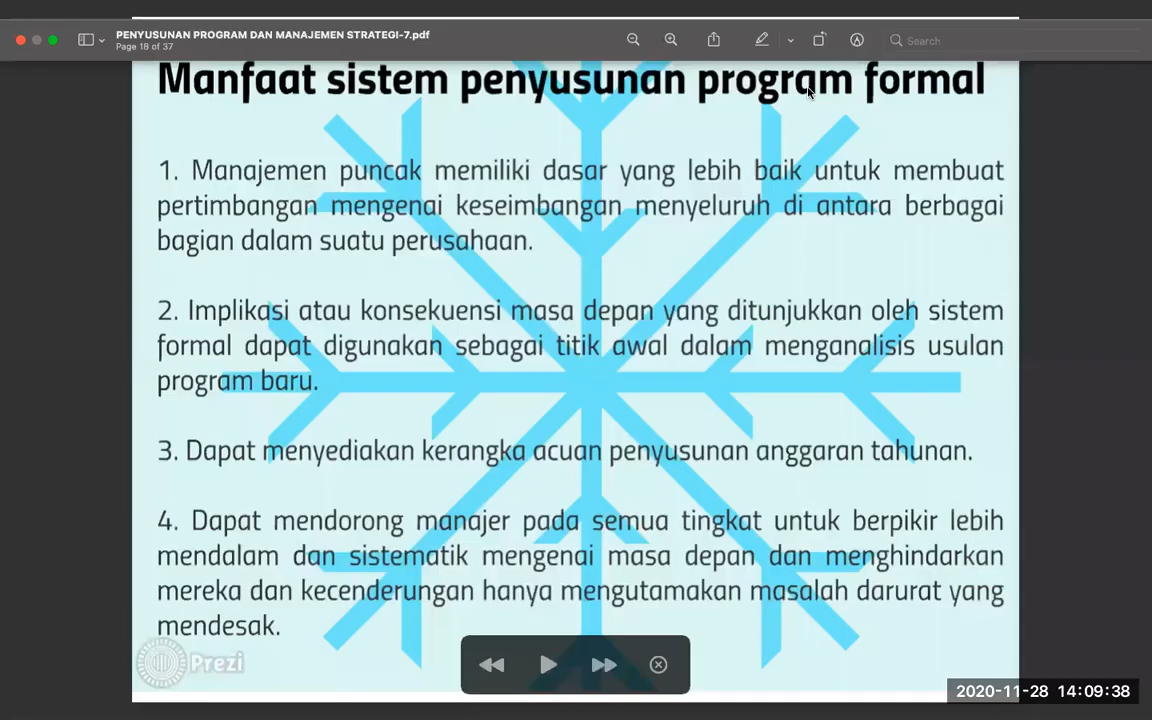 PENYUSUNAN PROGRAM DAN MANAJEMEN STRATEGI-7.pdf
Page 18 of 37
Search
Manfaat sistem penyusunan program formal
1. Manajemen puncak memiliki dasar yang lebih baik untuk membuat
pertimbangan mengenai keseimbangan menyeluruh di antara berbagai
bagian dalam suatu perusahaan.
2. Implikasi atau konsekuensi masa depan yang ditunjukkan oleh sistem
formal dapat digunakan sebagai titik awal dalam menganalisis usulan
program baru.
3. Dapat menyediakan kerangka acuan penyusunan anggaran tahunan.
4. Dapat mendorong manajer pada semua tingkat untuk berpikir lebih
mendalam dan sistematik mengenai masa depan dan menghindarkan
mereka dan kecenderungan hanya mengutamakan masalah darurat yang
mendesak.
Prezi
2020-11-28 14:09:38